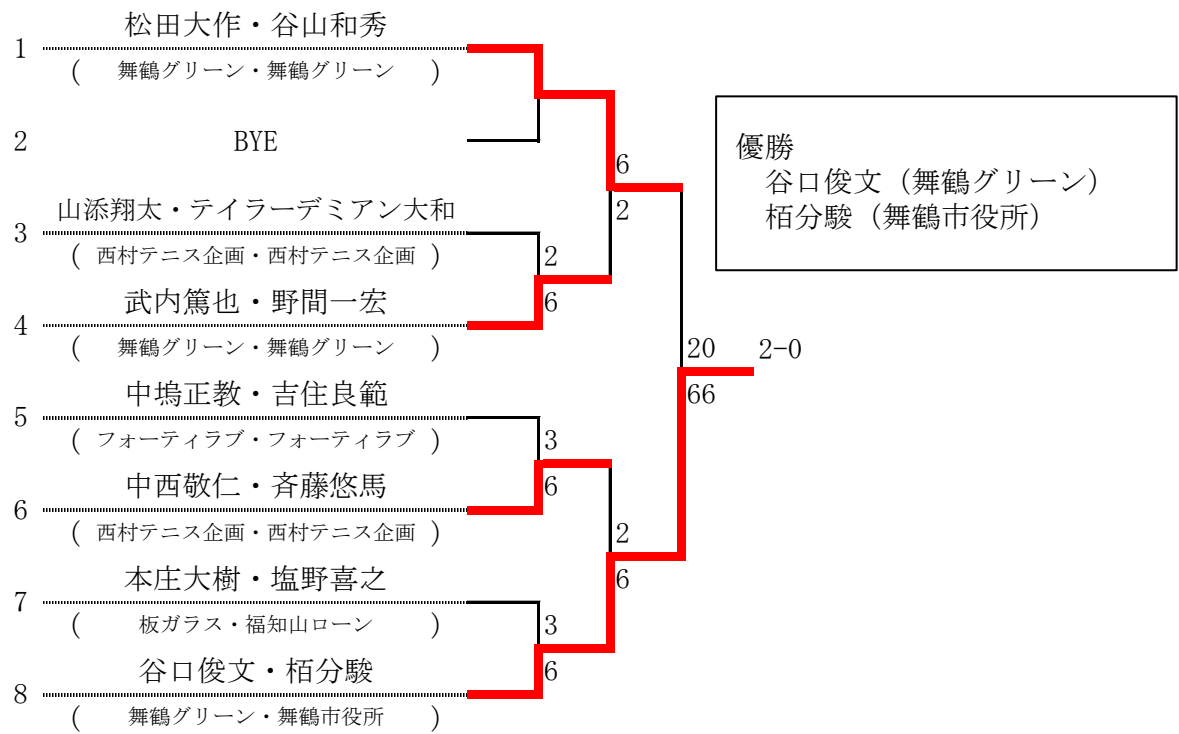 松田大作・谷山和秀
1
( 舞鶴グリーン・舞鶴グリーン )
2 BYE
6
2
山添翔太・テイラーデミアン大和
3
( 西村テニス企画・西村テニス企画 )
2
6
武内篤也・野間一宏
4
( 舞鶴グリーン・舞鶴グリーン )
20 2-0
66
中塢正教・吉住良範
5
( フォーティラブ・フォーティラブ )
3
6
中西敬仁・斉藤悠馬
6
( 西村テニス企画・西村テニス企画 )
2
6
本庄大樹・塩野喜之
7
( 板ガラス・福知山ローン )
3
6
谷口俊文・栢分駿
8
( 舞鶴グリーン・舞鶴市役所 )
優勝
谷口俊文（舞鶴グリーン）
栢分駿（舞鶴市役所）